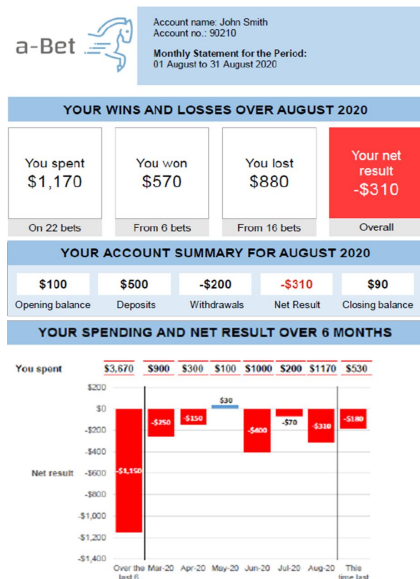 a-Bet
Account name: John Smith
Account no.: 90210
Monthly Statement for the Period:
01 August to 31 August 2020
YOUR WINS AND LOSSES OVER AUGUST 2020
You spent
$1,170
On 22 bets
You won
$570
From 6 bets
You lost
$880
From 16 bets
Your net
result
-$310
Overall
YOUR ACCOUNT SUMMARY FOR AUGUST 2020
$100 $500 -$200 -$310 $90
Opening balance Deposits Withdrawals Net Result Closing balance
YOUR SPENDING AND NET RESULT OVER 6 MONTHS
You spent $3,670 $900 $300 $100 $1000 $200 $1170 $530
$200
$0
-$200
-$400
-$600
-$800
-$1,000
-$1,200
-$1,400
Net result
-$1,150
-$250
-$150
$30
-$400
-$70
-$310
-$180
Over the Mar-20 Apr-20 May-20 Jun-20 Jul-20 Aug-20 This
last 6 time last